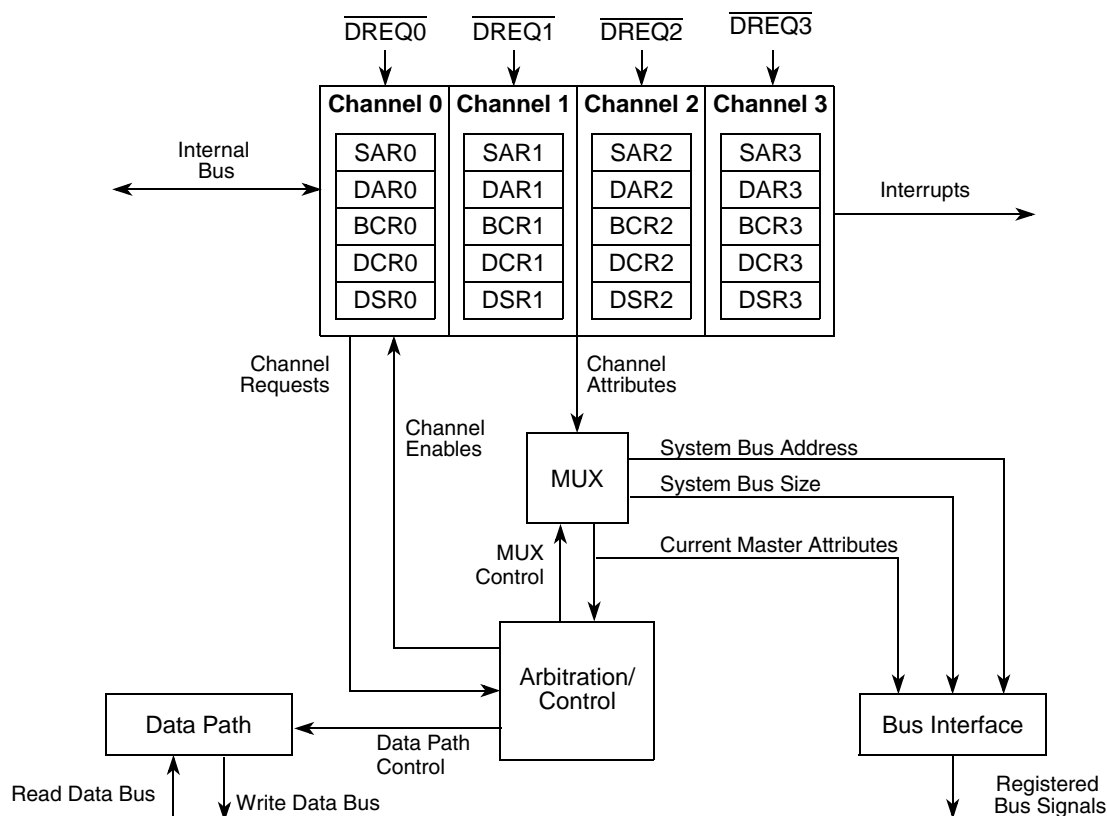 DREQ0 DREQ1 DREQ2 DREQ3
Channel 0 Channel 1 Channel 2 Channel 3
SAR0 SAR1 SAR2 SAR3
DAR0 DAR1 DAR2 DAR3
BCR0 BCR1 BCR2 BCR3
DCR0 DCR1 DCR2 DCR3
DSR0 DSR1 DSR2 DSR3
Internal
Bus
Interrupts
Channel
Requests
Channel
Enables
Channel
Attributes
MUX
System Bus Address
System Bus Size
Current Master Attributes
MUX
Control
Arbitration/
Control
Data Path
Data Path
Control
Bus Interface
Read Data Bus
Write Data Bus
Registered
Bus Signals